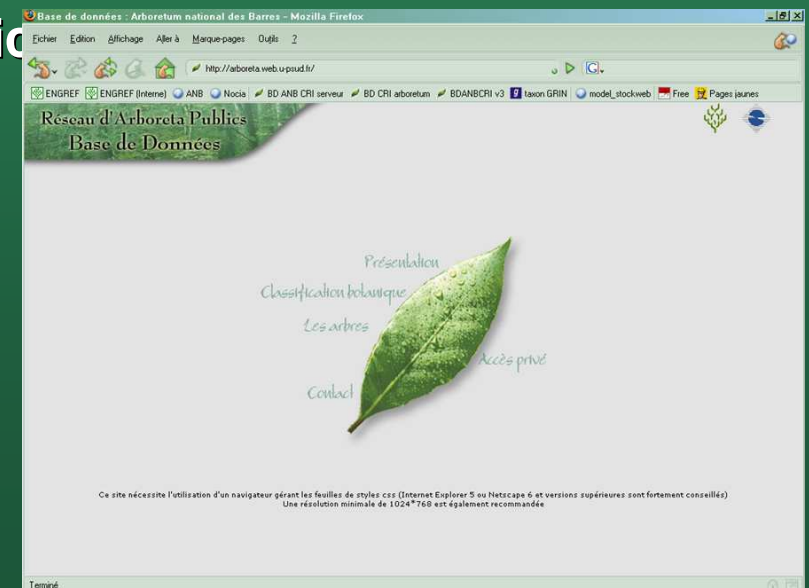 Base de données : Arboretum national des Barres - Mozilla Firefox
Fichier Edition Affichage Aller à Marque-pages Outils ?
http://arboreta.web.u-psud.fr/
G
ENGREF ENGREF (Interne) ANB Nocia BD ANB CRI serveur BD CRI arboretum BDANBCRI v3 g taxon GRIN model_stockweb Free Pages jaunes
Réseau d'Arboreta Publics
Base de Données
Présentation
Classification botanique
Les arbres
Accès privé
Contact
Ce site nécessite l'utilisation d'un navigateur gérant les feuilles de styles css (Internet Explorer 5 ou Netscape 6 et versions supérieures sont fortement conseillés)
Une résolution minimale de 1024*768 est également recommandée
Terminé